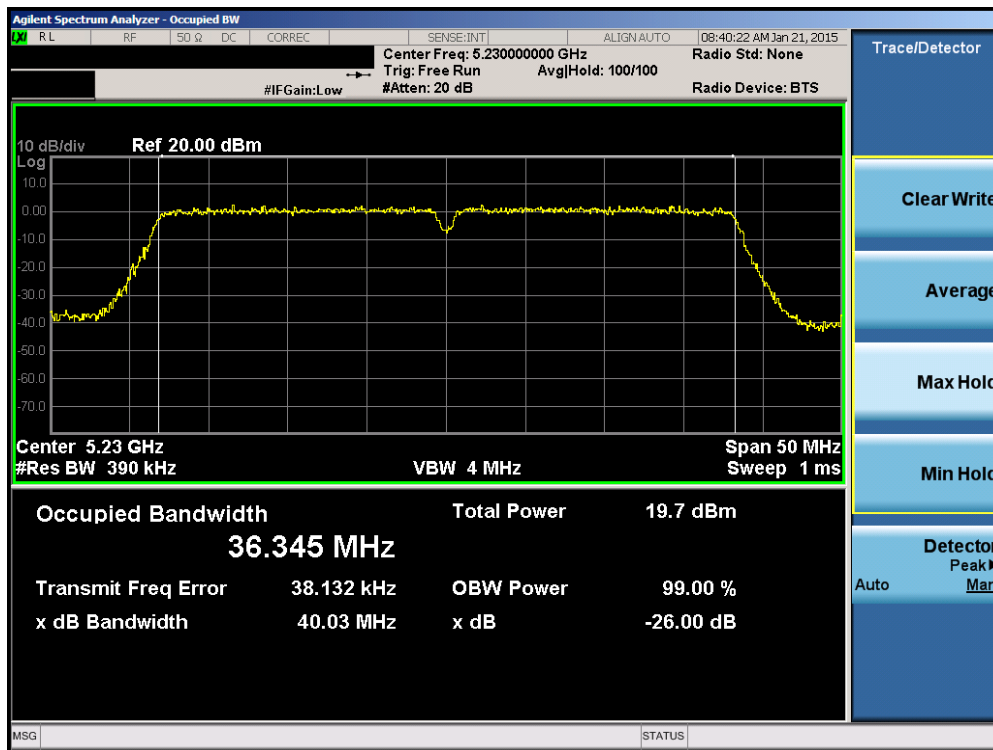 Agilent Spectrum Analyzer - Occupied BW
LXI RL RF 50 Ω DC CORREC SENSE:INT ALIGN AUTO 08:40:22 AM Jan 21, 2015
Center Freq: 5.230000000 GHz Radio Std: None
Trig: Free Run Avg|Hold: 100/100
#IFGain:Low #Atten: 20 dB Radio Device: BTS
Trace/Detector
10 dB/div Ref 20.00 dBm
Log
10.0
0.00
-10.0
-20.0
-30.0
-40.0
-50.0
-60.0
-70.0
Center 5.23 GHz Span 50 MHz
#Res BW 390 kHz VBW 4 MHz Sweep 1 ms
Occupied Bandwidth Total Power 19.7 dBm
36.345 MHz
Transmit Freq Error 38.132 kHz OBW Power 99.00 %
x dB Bandwidth 40.03 MHz x dB -26.00 dB
Clear Write
Average
Max Hold
Min Hold
Detector
Peak
Auto Man
MSG STATUS